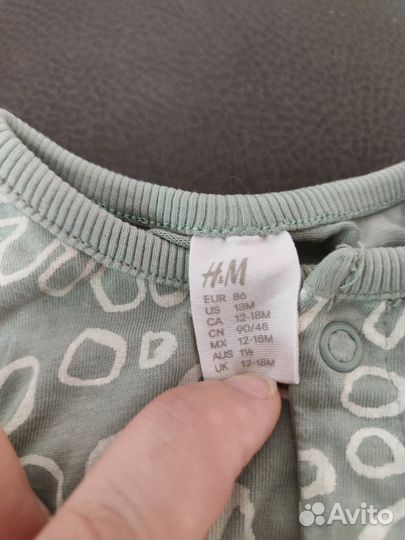 H&M
EUR 86
US 18M
CA 12-18M
CN 90/48
MX 12-18M
AUS 1½
UK 12-18M
Avito